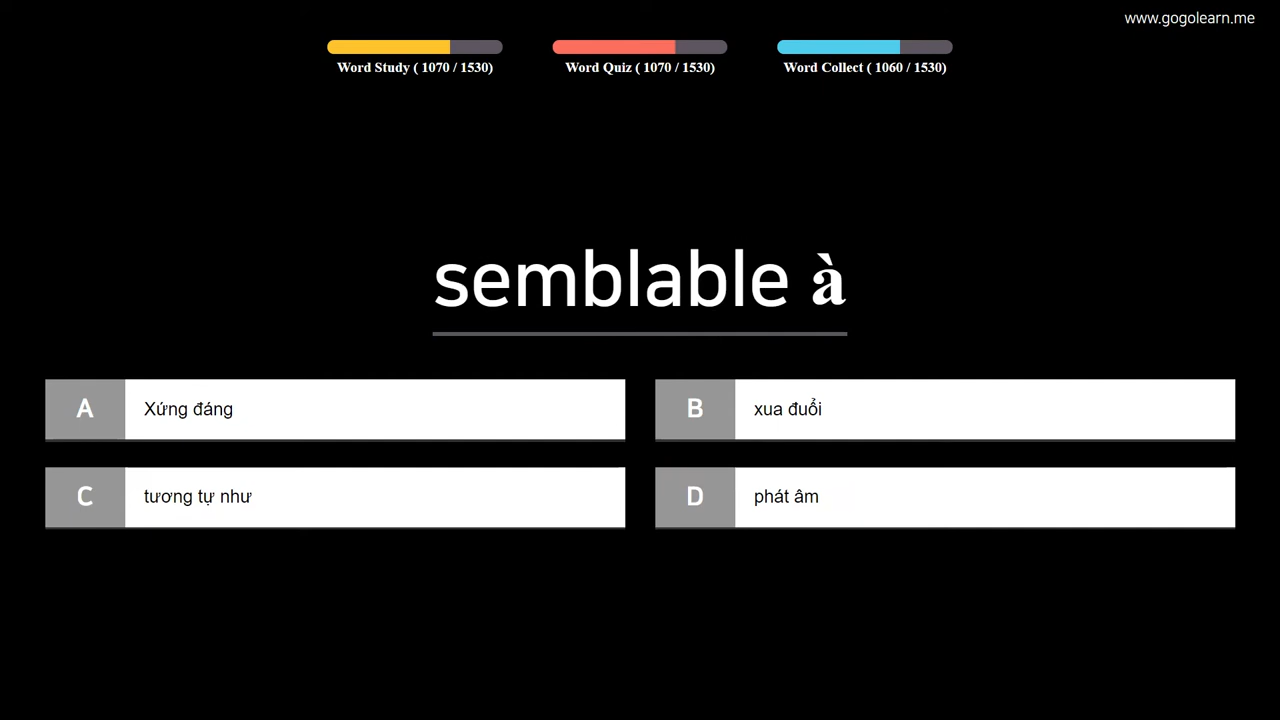 www.gogolearn.me
Word Study ( 1070 / 1530) Word Quiz ( 1070 / 1530) Word Collect ( 1060 / 1530)
semblable à
A Xứng đáng B xua đuổi
C tương tự như D phát âm